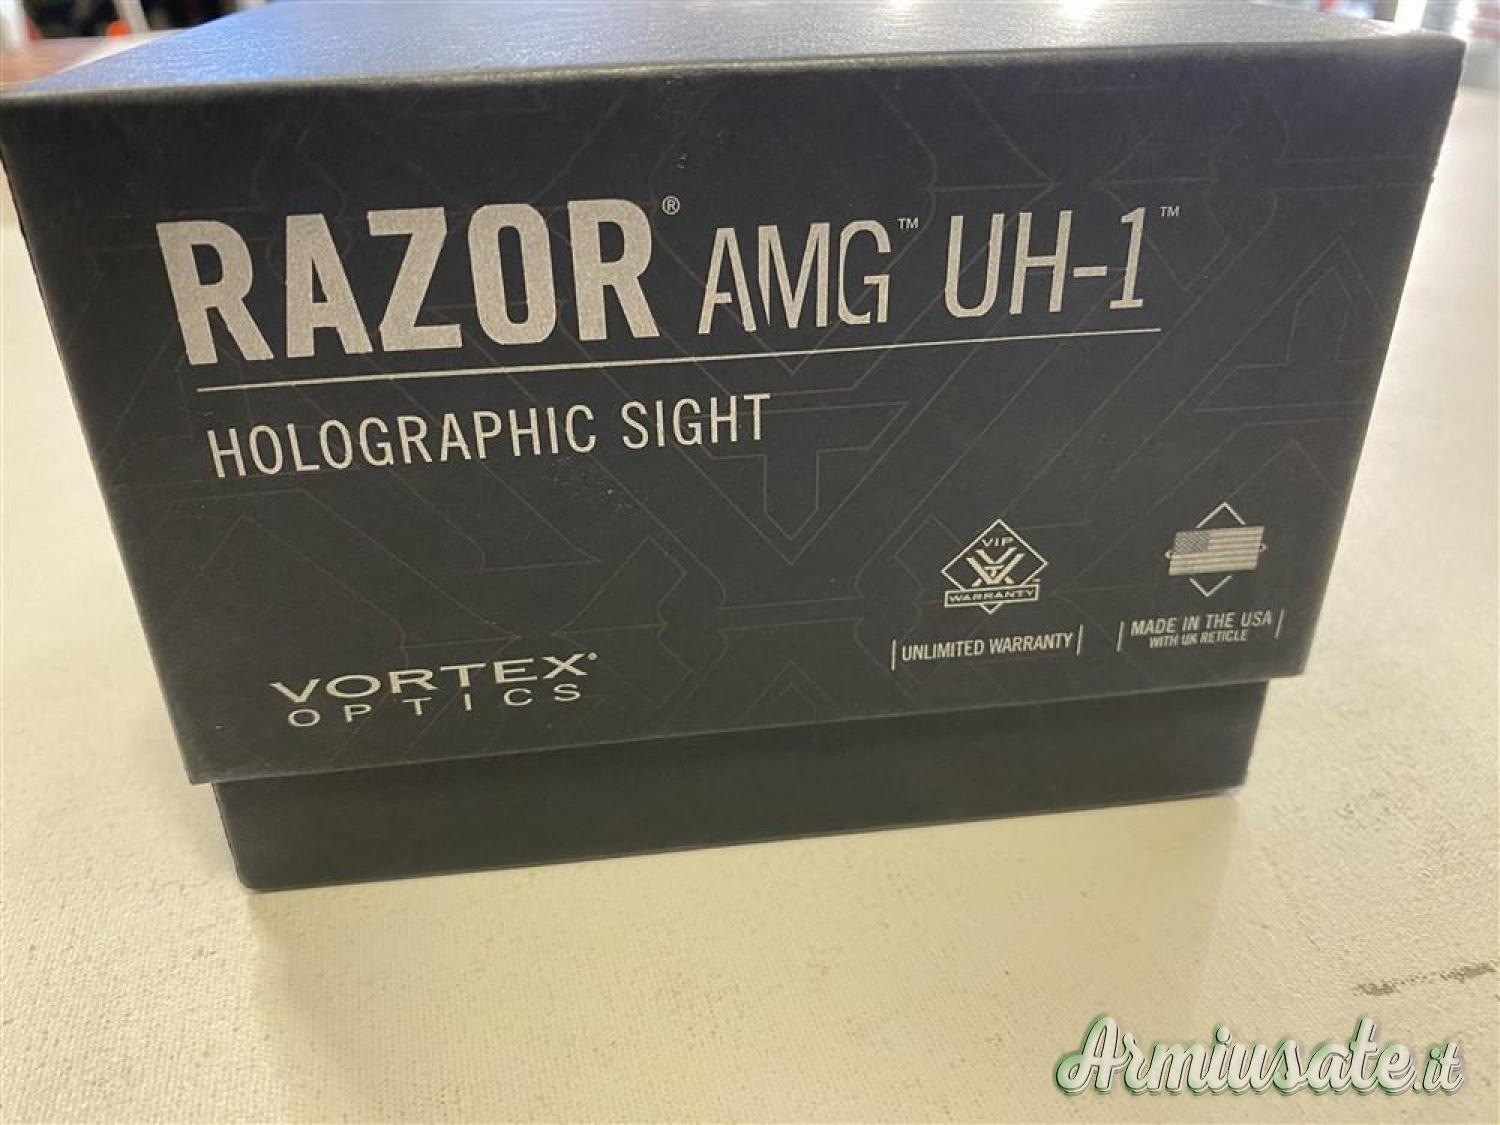 RAZOR® AMG™ UH-1™
HOLOGRAPHIC SIGHT
VIP
WARRANTY™
UNLIMITED WARRANTY
MADE IN THE USA
WITH UK RETICLE
VORTEX®
OPTICS
Armiusate.it